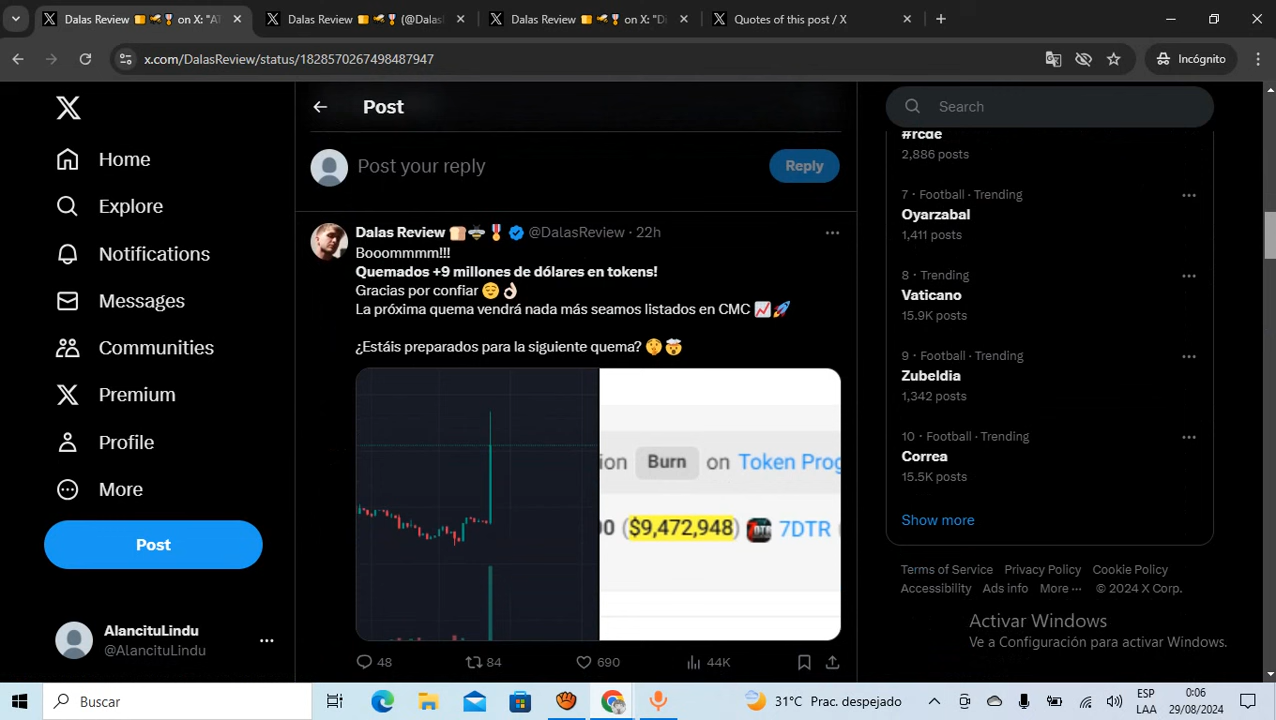 Dalas Review on X: "A
Dalas Review (@Dalas
Dalas Review on X: "D
Quotes of this post / X
x.com/DalasReview/status/1828570267498487947
Incógnito
Home
Explore
Notifications
Messages
Communities
Premium
Profile
More
Post
AlancituLindu
@AlancituLindu
Post
Post your reply
Reply
Dalas Review @DalasReview · 22h
Booommmm!!!
Quemados +9 millones de dólares en tokens!
Gracias por confiar
La próxima quema vendrá nada más seamos listados en CMC
¿Estáis preparados para la siguiente quema?
ion Burn on Token Prog
00 ($9,472,948) 7DTR
48 84 690 44K
Search
#rcde
2,886 posts
7 · Football · Trending
Oyarzabal
1,411 posts
8 · Trending
Vaticano
15.9K posts
9 · Football · Trending
Zubeldia
1,342 posts
10 · Football · Trending
Correa
15.5K posts
Show more
Terms of Service Privacy Policy Cookie Policy
Accessibility Ads info More ··· © 2024 X Corp.
Activar Windows
Ve a Configuración para activar Windows.
Buscar
31°C Prac. despejado
ESP
LAA
0:06
29/08/2024